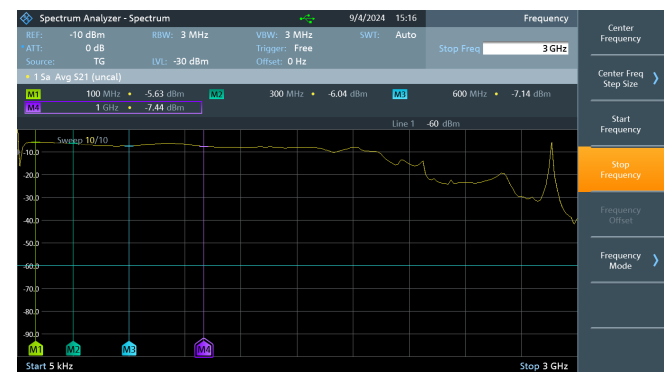 Spectrum Analyzer - Spectrum 9/4/2024 15:16 Frequency
REF: -10 dBm RBW: 3 MHz VBW: 3 MHz SWT: Auto
ATT: 0 dB Trigger: Free
Source: TG LVL: -30 dBm Offset: 0 Hz
Stop Freq 3 GHz
1 Sa Avg S21 (uncal)
M1 100 MHz • -5.63 dBm M2 300 MHz • -6.04 dBm M3 600 MHz • -7.14 dBm
M4 1 GHz • -7.44 dBm
Line 1 -60 dBm
Sweep 10/10
-10.0
-20.0
-30.0
-40.0
-50.0
-60.0
-70.0
-80.0
-90.0
M1 M2 M3 M4
Start 5 kHz Stop 3 GHz
Center
Frequency
Center Freq
Step Size
Start
Frequency
Stop
Frequency
Frequency
Offset
Frequency
Mode